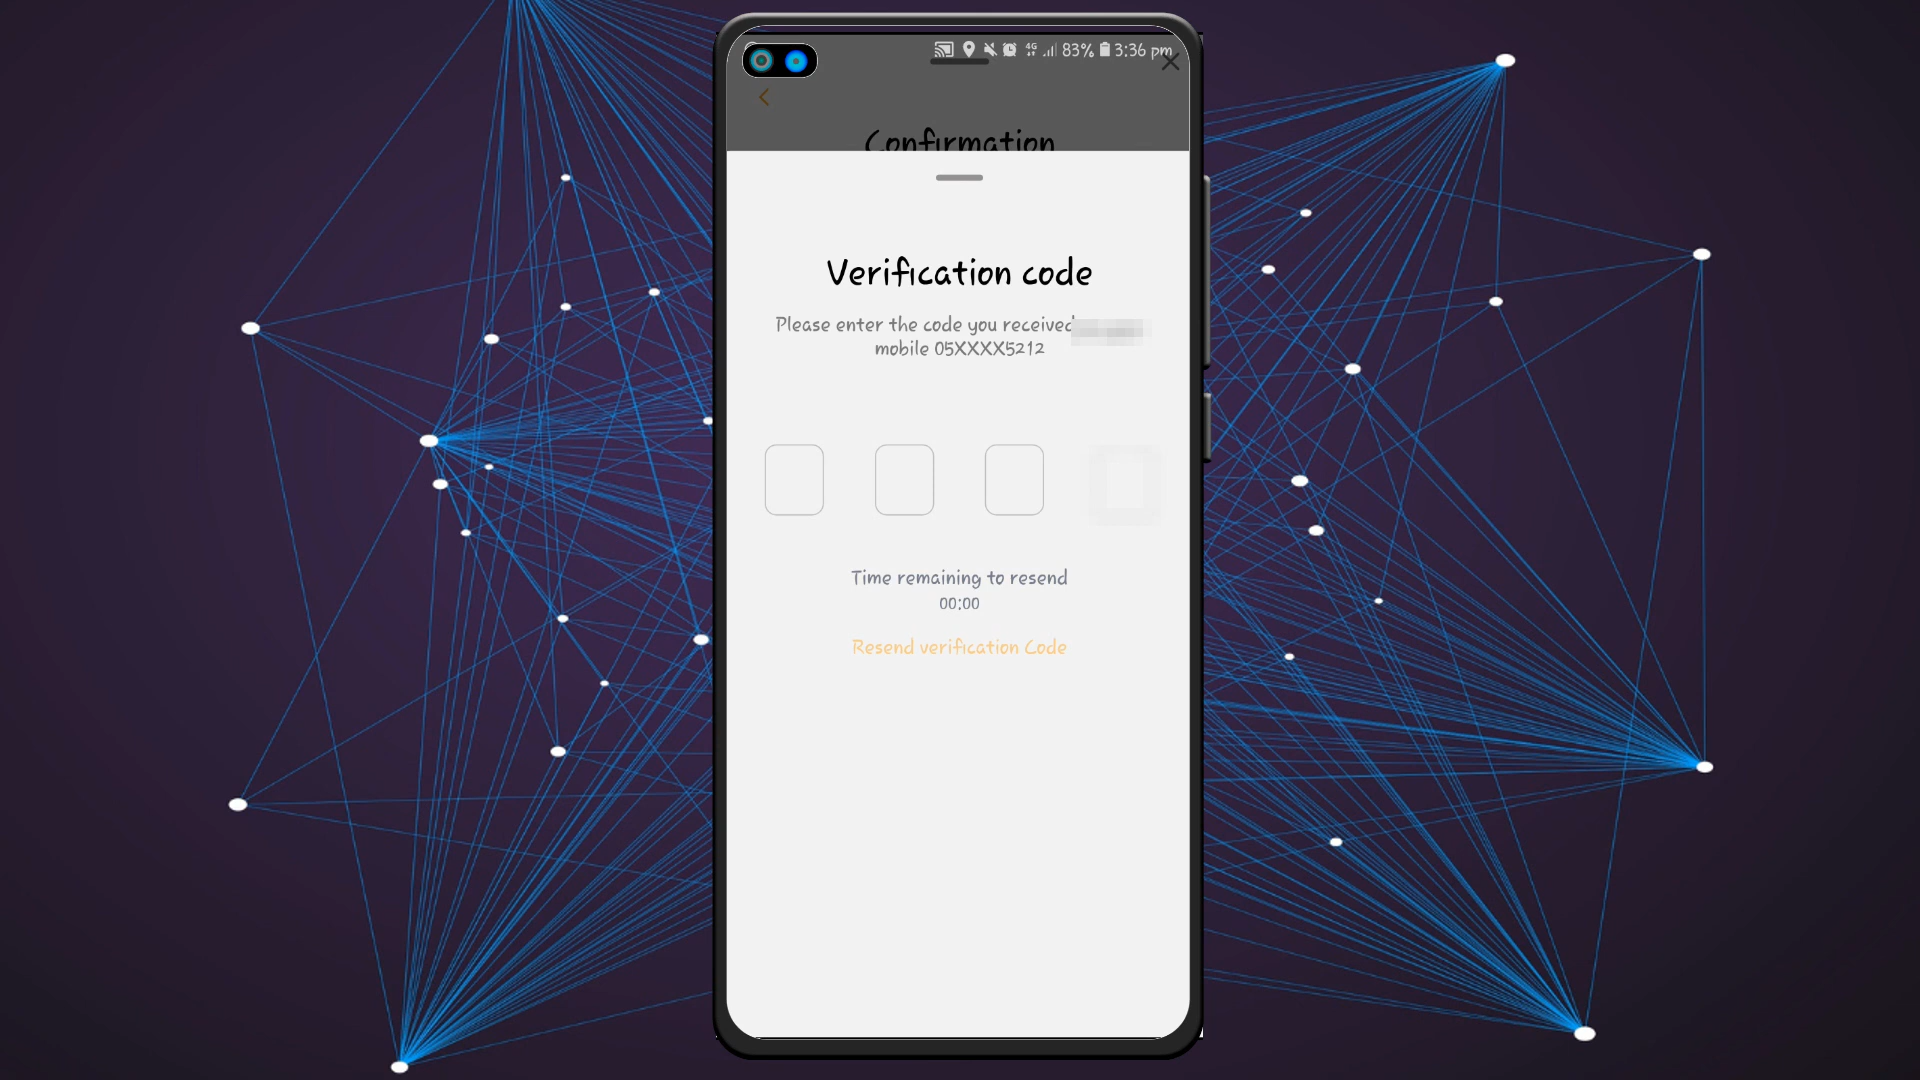 4G 83% 3:36 pm
Confirmation
Verification code
Please enter the code you received
mobile 05XXXX5212
Time remaining to resend
00:00
Resend verification Code